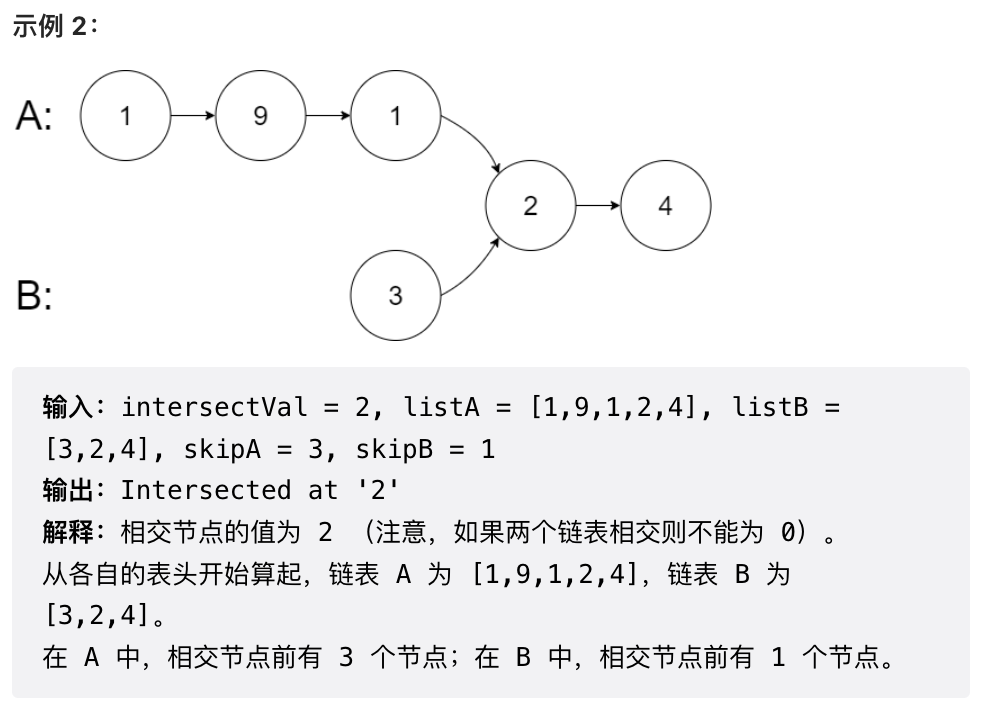 示例 2：
A: 1 9 1
2 4
B: 3
输入：intersectVal = 2, listA = [1,9,1,2,4], listB =
[3,2,4], skipA = 3, skipB = 1
输出：Intersected at '2'
解释：相交节点的值为 2 （注意，如果两个链表相交则不能为 0）。
从各自的表头开始算起，链表 A 为 [1,9,1,2,4]，链表 B 为
[3,2,4]。
在 A 中，相交节点前有 3 个节点；在 B 中，相交节点前有 1 个节点。